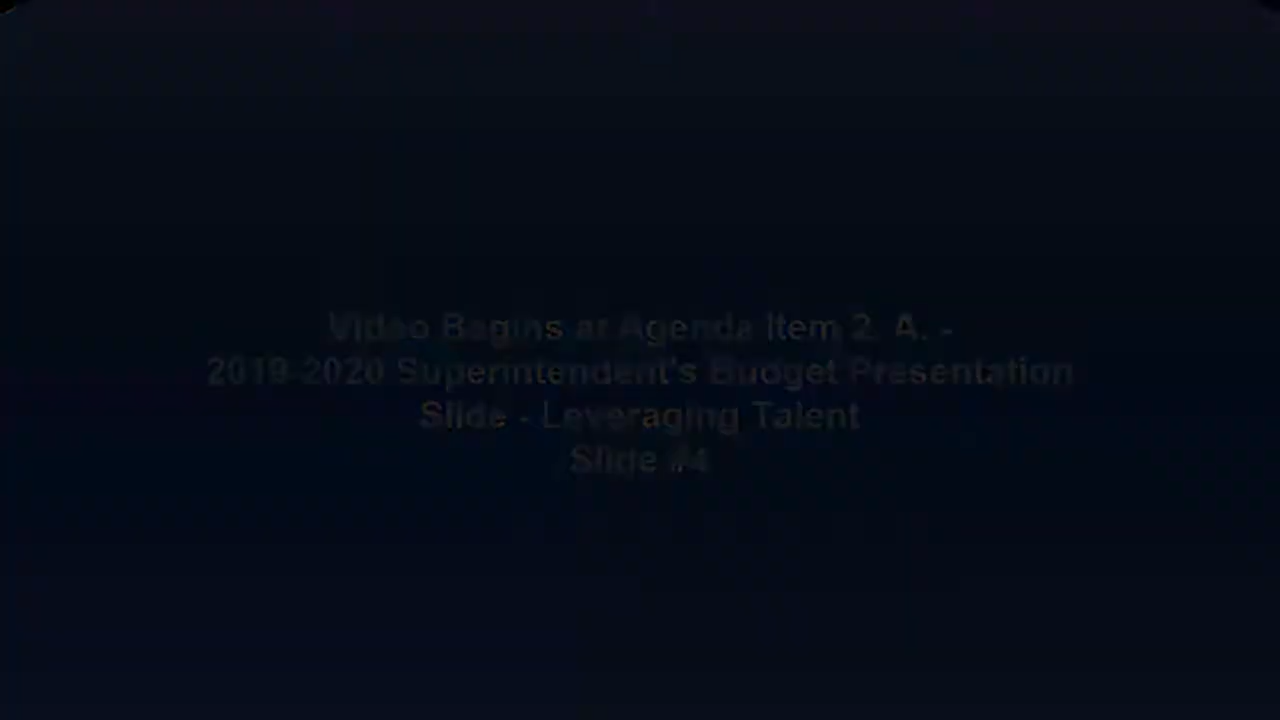 Video Begins at Agenda Item 2. A. -
2019-2020 Superintendent's Budget Presentation
Slide - Leveraging Talent
Slide #4